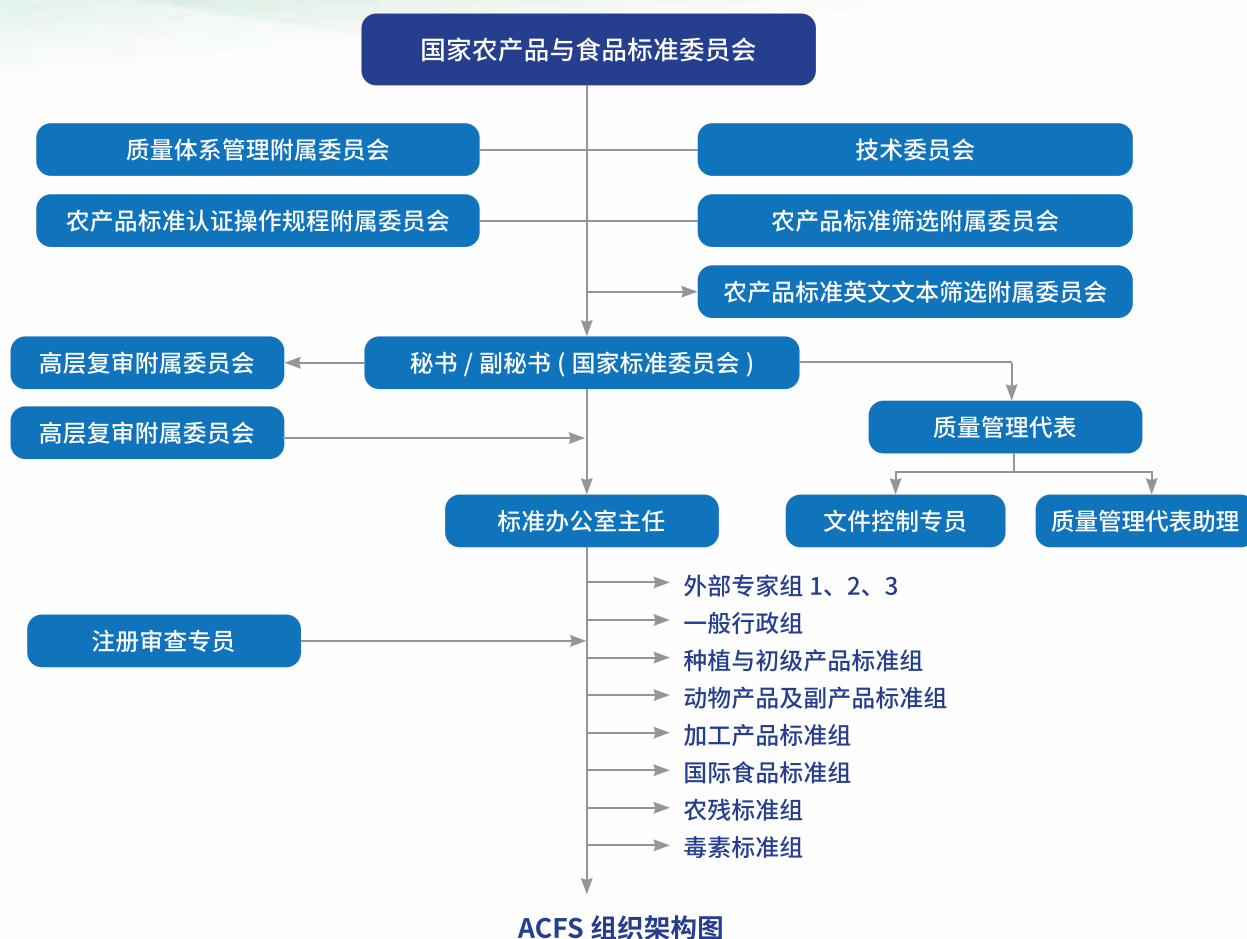 国家农产品与食品标准委员会
质量体系管理附属委员会
技术委员会
农产品标准认证操作规程附属委员会
农产品标准筛选附属委员会
农产品标准英文文本筛选附属委员会
高层复审附属委员会
秘书 / 副秘书 ( 国家标准委员会 )
高层复审附属委员会
质量管理代表
标准办公室主任
文件控制专员
质量管理代表助理
外部专家组 1、2、3
一般行政组
注册审查专员
种植与初级产品标准组
动物产品及副产品标准组
加工产品标准组
国际食品标准组
农残标准组
毒素标准组
ACFS 组织架构图